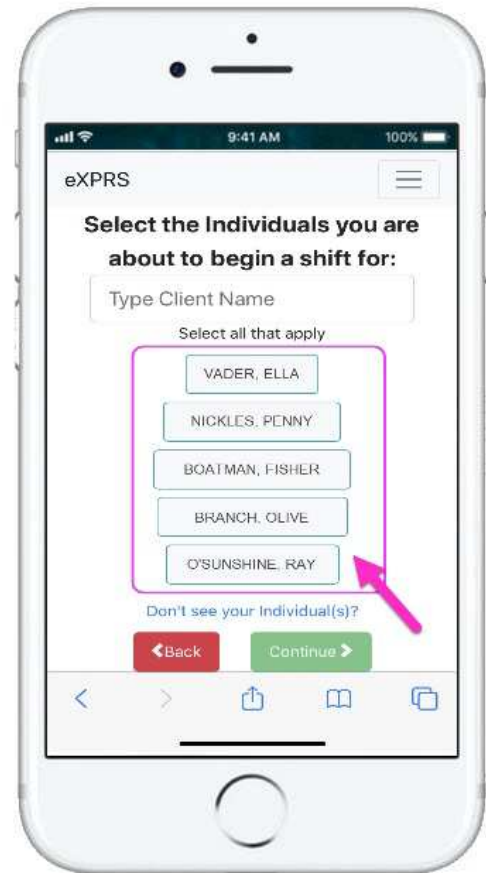 9:41 AM 100%
eXPRS
Select the Individuals you are
about to begin a shift for:
Type Client Name
Select all that apply
VADER, ELLA
NICKLES, PENNY
BOATMAN, FISHER
BRANCH, OLIVE
O'SUNSHINE, RAY
Don't see your Individual(s)?
Back Continue